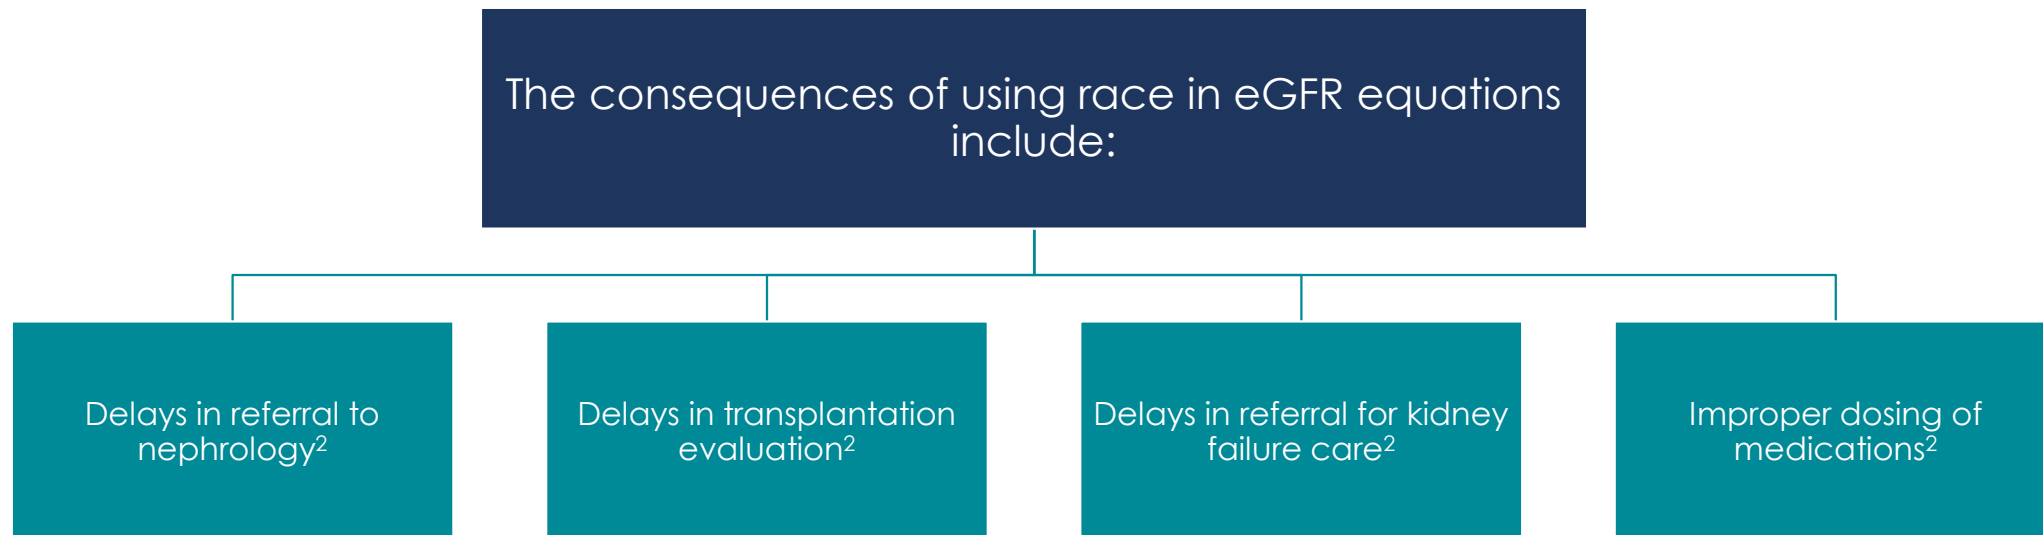 The consequences of using race in eGFR equations
include:
Delays in referral to
nephrology²
Delays in transplantation
evaluation²
Delays in referral for kidney
failure care²
Improper dosing of
medications²